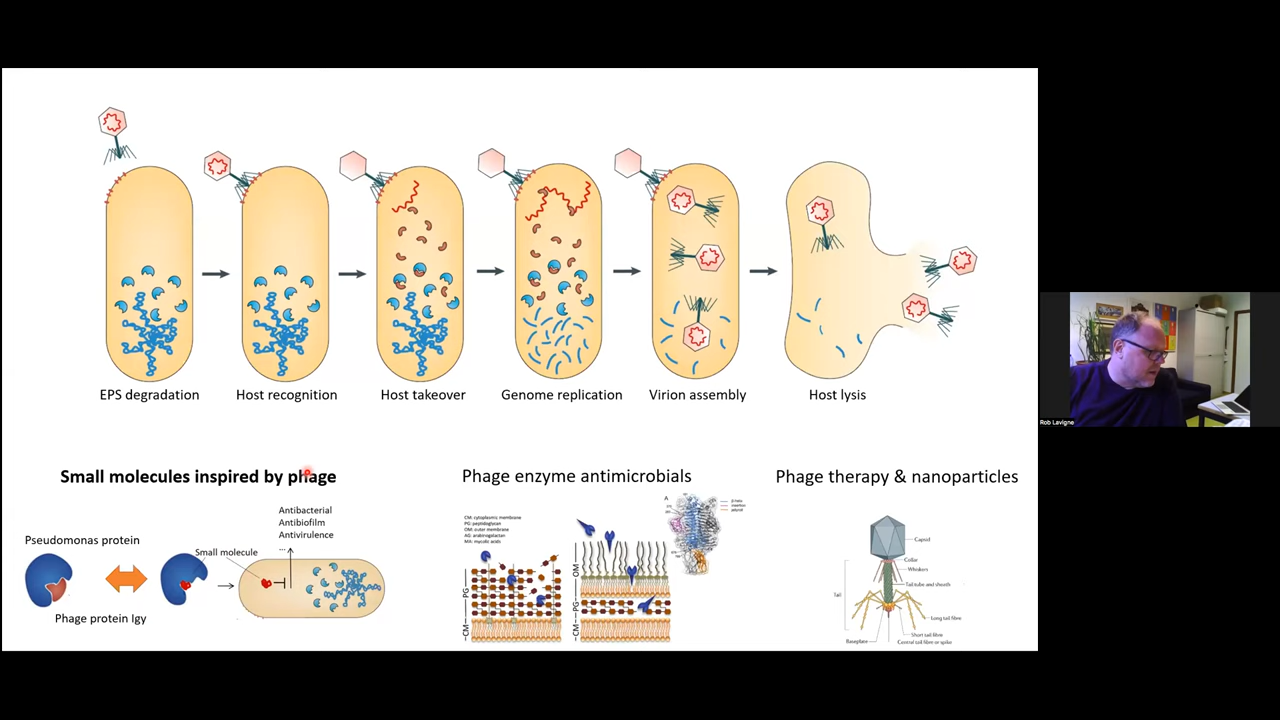 EPS degradation
Host recognition
Host takeover
Genome replication
Virion assembly
Host lysis
Small molecules inspired by phage
Pseudomonas protein
Phage protein Igy
Small molecule
Antibacterial
Antibiofilm
Antivirulence
...
Phage enzyme antimicrobials
CM: cytoplasmic membrane
PG: peptidoglycan
OM: outer membrane
AG: arabinogalactan
MA: mycolic acids
CM
PG
CM
PG
OM
A
Phage therapy & nanoparticles
Capsid
Collar
Whiskers
Tail tube and sheath
Tail
Long tail fibre
Short tail fibre
Baseplate
Central tail fibre or spike
Rob Lavigne